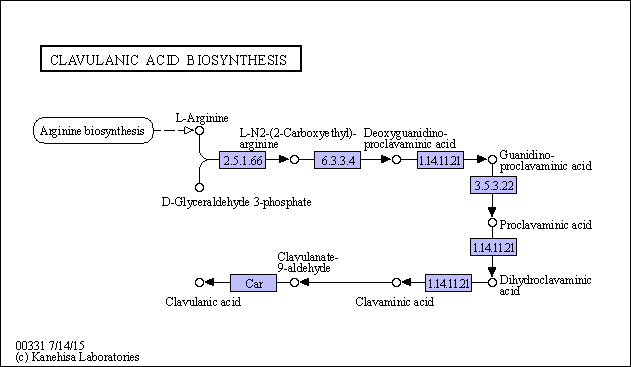 CLAVULANIC ACID BIOSYNTHESIS
L-Arginine
Arginine biosynthesis
L-N2-(2-Carboxyethyl)-
arginine
Deoxyguanidino-
proclavaminic acid
2.5.1.66
6.3.3.4
1.14.11.21
Guanidino-
proclavaminic acid
3.5.3.22
D-Glyceraldehyde 3-phosphate
Proclavaminic acid
1.14.11.21
Clavulanate-
9-aldehyde
Car
1.14.11.21
Dihydroclavaminic
acid
Clavulanic acid
Clavaminic acid
00331 7/14/15
(c) Kanehisa Laboratories